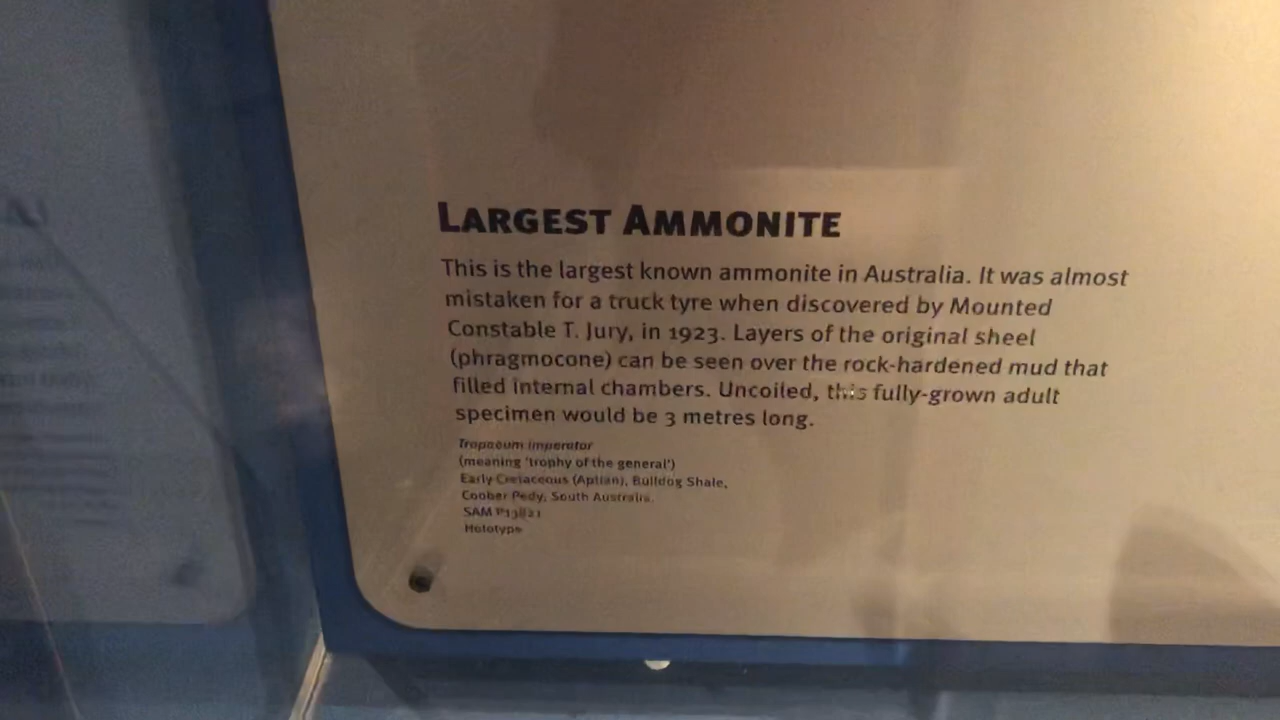 LARGEST AMMONITE
This is the largest known ammonite in Australia. It was almost
mistaken for a truck tyre when discovered by Mounted
Constable T. Jury, in 1923. Layers of the original sheel
(phragmocone) can be seen over the rock-hardened mud that
filled internal chambers. Uncoiled, this fully-grown adult
specimen would be 3 metres long.
Tropaeum imperator
(meaning 'trophy of the general')
Early Cretaceous (Aptian), Bulldog Shale,
Coober Pedy, South Australia.
SAM
Holotype